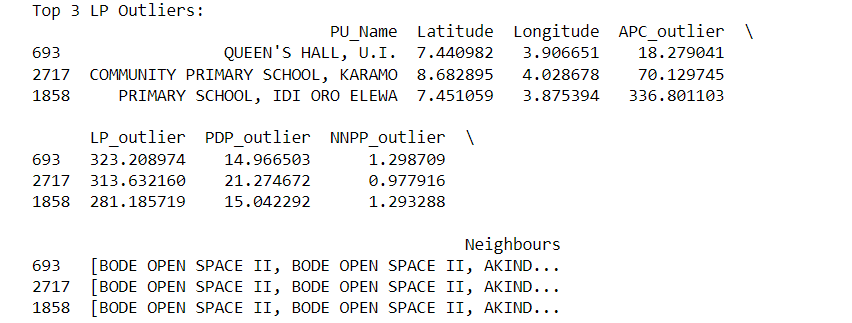 Top 3 LP Outliers:
PU_Name Latitude Longitude APC_outlier \
693 QUEEN'S HALL, U.I. 7.440982 3.906651 18.279041
2717 COMMUNITY PRIMARY SCHOOL, KARAMO 8.682895 4.028678 70.129745
1858 PRIMARY SCHOOL, IDI ORO ELEWA 7.451059 3.875394 336.801103
LP_outlier PDP_outlier NNPP_outlier \
693 323.208974 14.966503 1.298709
2717 313.632160 21.274672 0.977916
1858 281.185719 15.042292 1.293288
Neighbours
693 [BODE OPEN SPACE II, BODE OPEN SPACE II, AKIND...
2717 [BODE OPEN SPACE II, BODE OPEN SPACE II, AKIND...
1858 [BODE OPEN SPACE II, BODE OPEN SPACE II, AKIND...